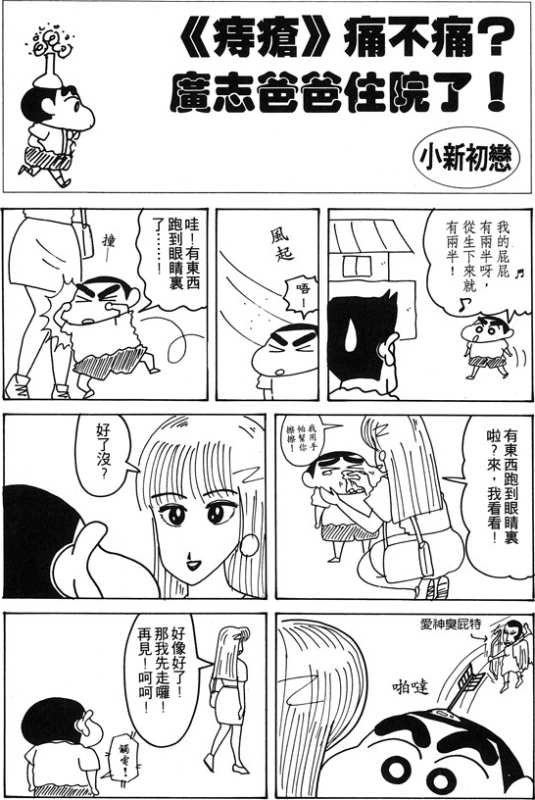 《痔瘡》痛不痛？
廣志爸爸住院了！
小新初戀
我的屁屁
有兩半呀，
從生下來就
有兩半！
風起
唔！
哇！有東西
跑到眼睛裏
了……！
撞
有東西跑到眼睛裏
啦？來，我看看！
我用手
帕幫你
擦擦！
好了沒？
愛神臭屁特
啪噠
好像好了！
那我先走囉！
再見！呵呵！
觸電！